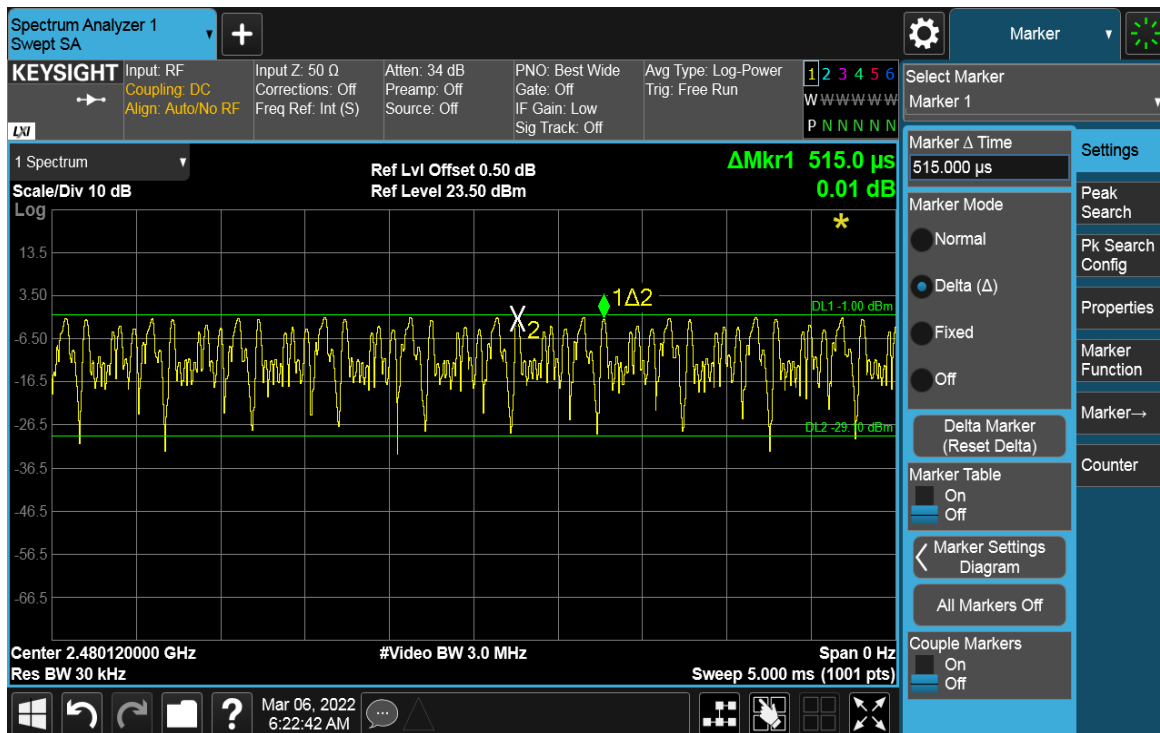 Spectrum Analyzer 1
Swept SA
+
Marker
KEYSIGHT
LXI
Input: RF
Coupling: DC
Align: Auto/No RF
Input Z: 50 Ω
Corrections: Off
Freq Ref: Int (S)
Atten: 34 dB
Preamp: Off
Source: Off
PNO: Best Wide
Gate: Off
IF Gain: Low
Sig Track: Off
Avg Type: Log-Power
Trig: Free Run
1 2 3 4 5 6
W W W W W W
P N N N N N
Select Marker
Marker 1
1 Spectrum
Scale/Div 10 dB
Log
Ref Lvl Offset 0.50 dB
Ref Level 23.50 dBm
ΔMkr1 515.0 µs
0.01 dB
*
13.5
3.50
-6.50
-16.5
-26.5
-36.5
-46.5
-56.5
-66.5
1Δ2
X2
DL1 -1.00 dBm
DL2 -29.10 dBm
Center 2.480120000 GHz
Res BW 30 kHz
#Video BW 3.0 MHz
Span 0 Hz
Sweep 5.000 ms (1001 pts)
Marker Δ Time
515.000 µs
Marker Mode
Normal
Delta (Δ)
Fixed
Off
Delta Marker
(Reset Delta)
Marker Table
On
Off
Marker Settings
Diagram
All Markers Off
Couple Markers
On
Off
Settings
Peak
Search
Pk Search
Config
Properties
Marker
Function
Marker→
Counter
?
Mar 06, 2022
6:22:42 AM